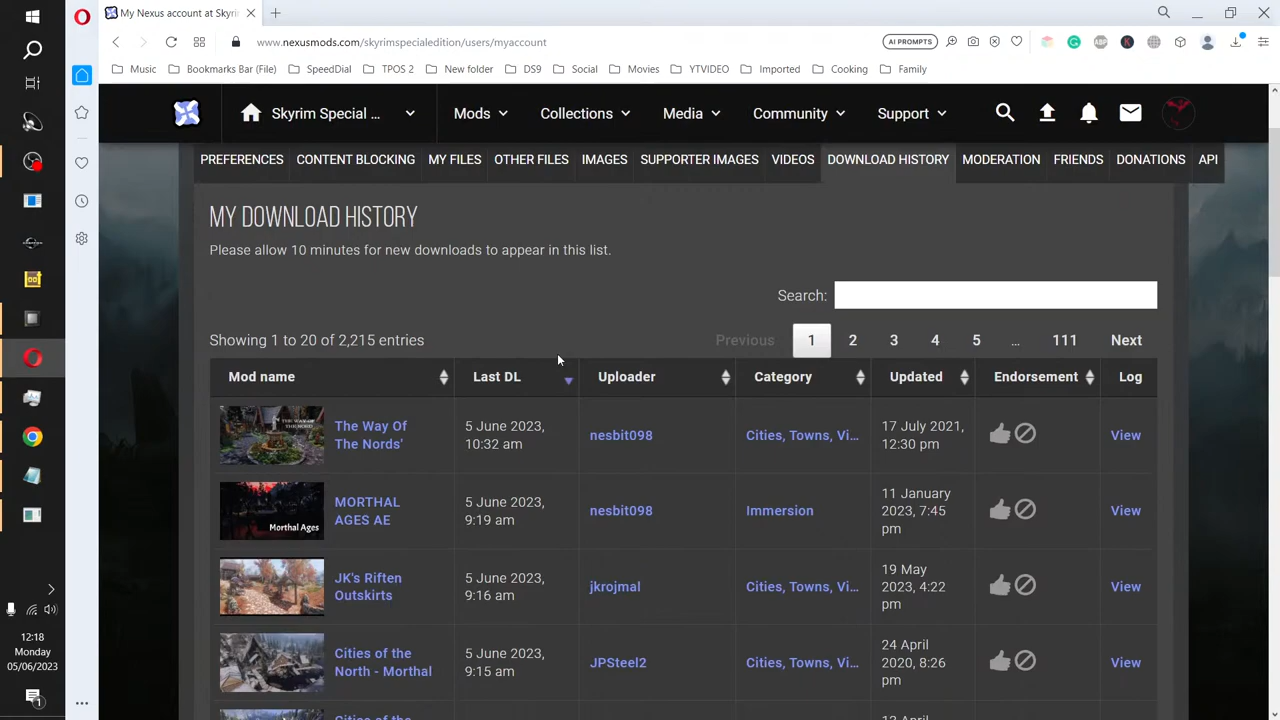 My Nexus account at Skyri
www.nexusmods.com/skyrimspecialedition/users/myaccount
AI PROMPTS
Music
Bookmarks Bar (File)
SpeedDial
TPOS 2
New folder
DS9
Social
Movies
YTVIDEO
Imported
Cooking
Family
Skyrim Special ...
Mods
Collections
Media
Community
Support
PREFERENCES
CONTENT BLOCKING
MY FILES
OTHER FILES
IMAGES
SUPPORTER IMAGES
VIDEOS
DOWNLOAD HISTORY
MODERATION
FRIENDS
DONATIONS
API
MY DOWNLOAD HISTORY
Please allow 10 minutes for new downloads to appear in this list.
Search:
Showing 1 to 20 of 2,215 entries
Previous 1 2 3 4 5 ... 111 Next
Mod name Last DL Uploader Category Updated Endorsement Log
THE WAY OF
THE NORDS
The Way Of
The Nords'
5 June 2023,
10:32 am
nesbit098
Cities, Towns, Vi...
17 July 2021,
12:30 pm
View
Morthal Ages
MORTHAL
AGES AE
5 June 2023,
9:19 am
nesbit098
Immersion
11 January
2023, 7:45
pm
View
JK's Riften
Outskirts
5 June 2023,
9:16 am
jkrojmal
Cities, Towns, Vi...
19 May
2023, 4:22
pm
View
Cities of the
North - Morthal
5 June 2023,
9:15 am
JPSteel2
Cities, Towns, Vi...
24 April
2020, 8:26
pm
View
12:18
Monday
05/06/2023
1